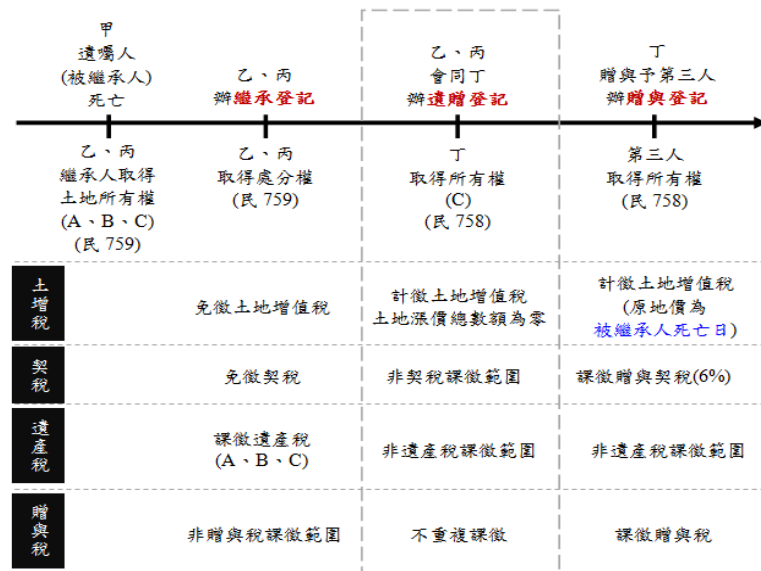 甲
遺囑人
(被繼承人)
死亡
乙、丙
辦繼承登記
乙、丙
會同丁
辦遺贈登記
丁
贈與予第三人
辦贈與登記
乙、丙
繼承人取得
土地所有權
(A、B、C)
(民 759)
乙、丙
取得處分權
(民 759)
丁
取得所有權
(C)
(民 758)
第三人
取得所有權
(民 758)
土增稅
免徵土地增值稅
計徵土地增值稅
土地漲價總數額為零
計徵土地增值稅
(原地價為
被繼承人死亡日)
契稅
免徵契稅
非契稅課徵範圍
課徵贈與契稅(6%)
遺產稅
課徵遺產稅
(A、B、C)
非遺產稅課徵範圍
非遺產稅課徵範圍
贈與稅
非贈與稅課徵範圍
不重複課徵
課徵贈與稅